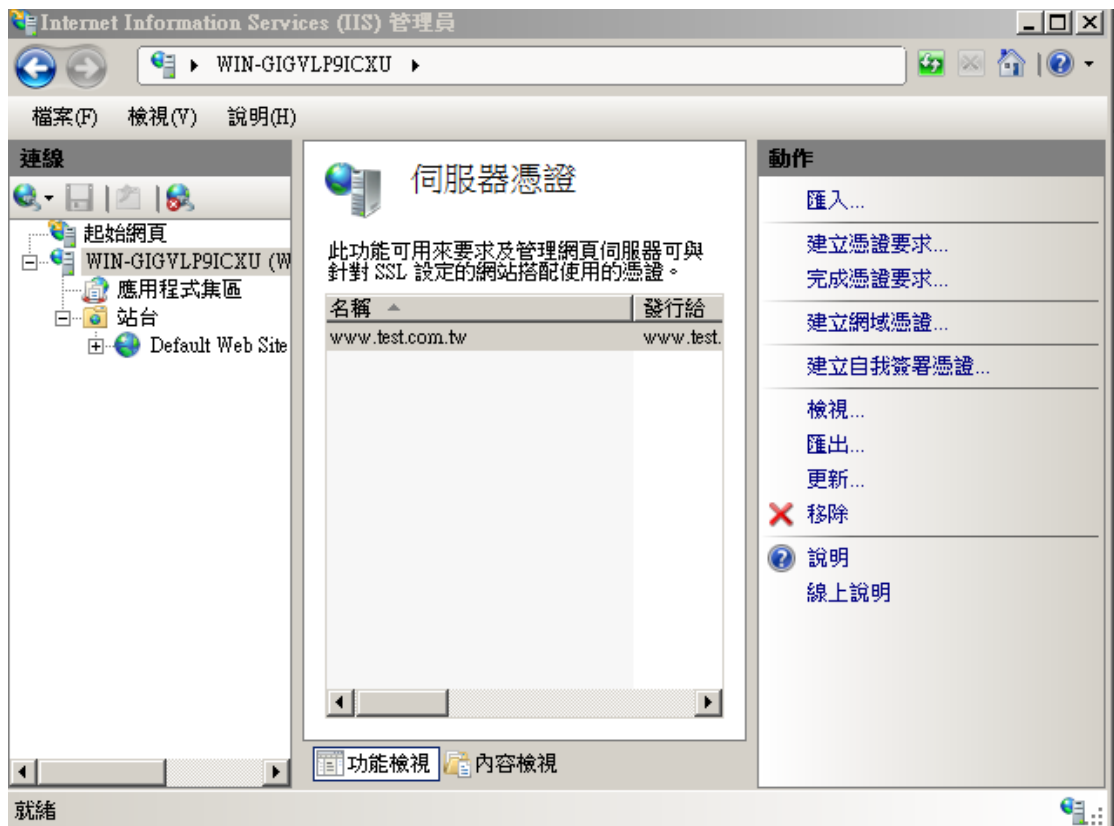 Internet Information Services (IIS) 管理員
WIN-GIGVLP9ICXU
檔案(F) 檢視(V) 說明(H)
連線
起始網頁
WIN-GIGVLP9ICXU (W
應用程式集區
站台
Default Web Site
伺服器憑證
此功能可用來要求及管理網頁伺服器可與
針對 SSL 設定的網站搭配使用的憑證。
名稱 發行給
www.test.com.tw www.test.
功能檢視 內容檢視
動作
匯入...
建立憑證要求...
完成憑證要求...
建立網域憑證...
建立自我簽署憑證...
檢視...
匯出...
更新...
移除
說明
線上說明
就緒